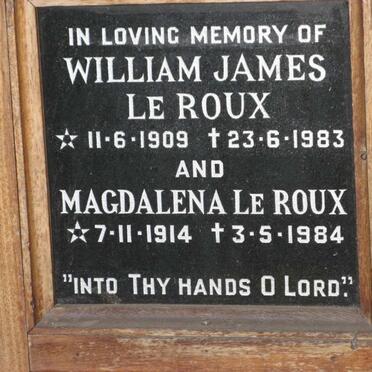 IN LOVING MEMORY OF
WILLIAM JAMES
LE ROUX
☆ 11·6·1909 † 23·6·1983
AND
MAGDALENA LE ROUX
☆ 7·11·1914 † 3·5·1984
"INTO THY HANDS O LORD".